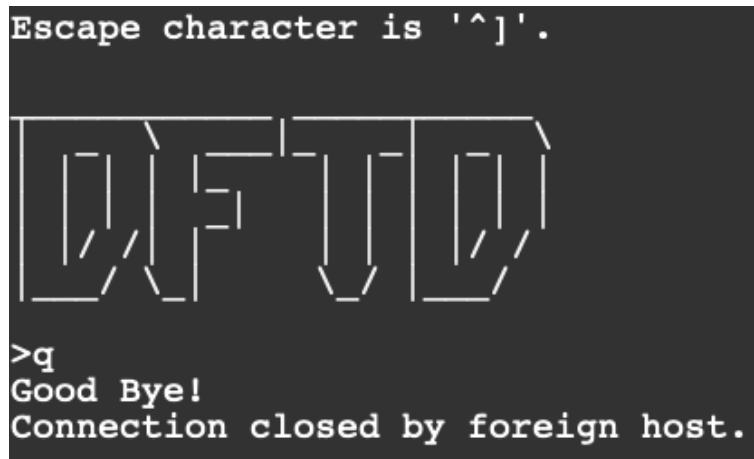 Escape character is '^]'.
DFTD
>q
Good Bye!
Connection closed by foreign host.